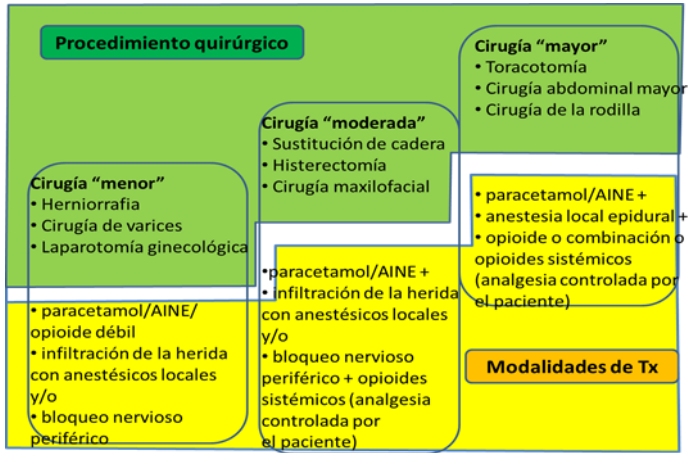 Procedimiento quirúrgico
Cirugía “menor”
• Herniorrafia
• Cirugía de varices
• Laparotomía ginecológica
• paracetamol/AINE/
opioide débil
• infiltración de la herida
con anestésicos locales
y/o
• bloqueo nervioso
periférico
Cirugía “moderada”
• Sustitución de cadera
• Histerectomía
• Cirugía maxilofacial
•paracetamol/AINE +
• infiltración de la herida
con anestésicos locales
y/o
• bloqueo nervioso
periférico + opioides
sistémicos (analgesia
controlada por
el paciente)
Cirugía “mayor”
• Toracotomía
• Cirugía abdominal mayor
• Cirugía de la rodilla
• paracetamol/AINE +
• anestesia local epidural +
• opioide o combinación o
opioides sistémicos
(analgesia controlada por
el paciente)
Modalidades de Tx